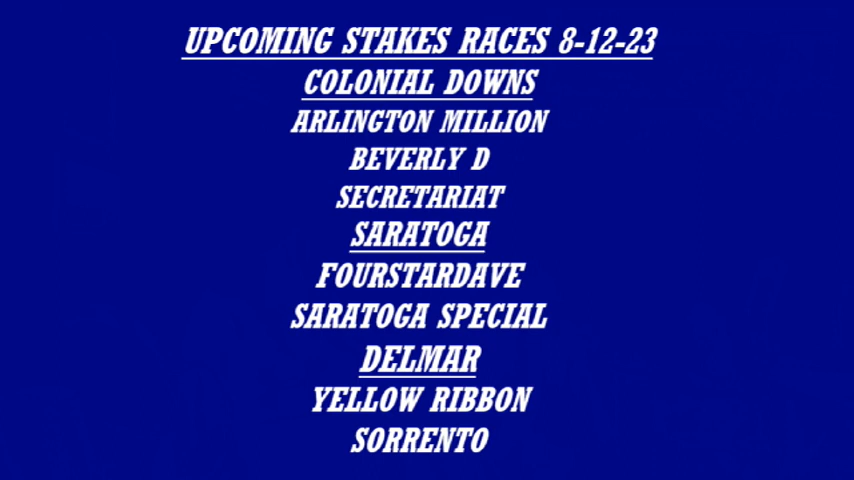 UPCOMING STAKES RACES 8-12-23
COLONIAL DOWNS
ARLINGTON MILLION
BEVERLY D
SECRETARIAT
SARATOGA
FOURSTARDAVE
SARATOGA SPECIAL
DELMAR
YELLOW RIBBON
SORRENTO